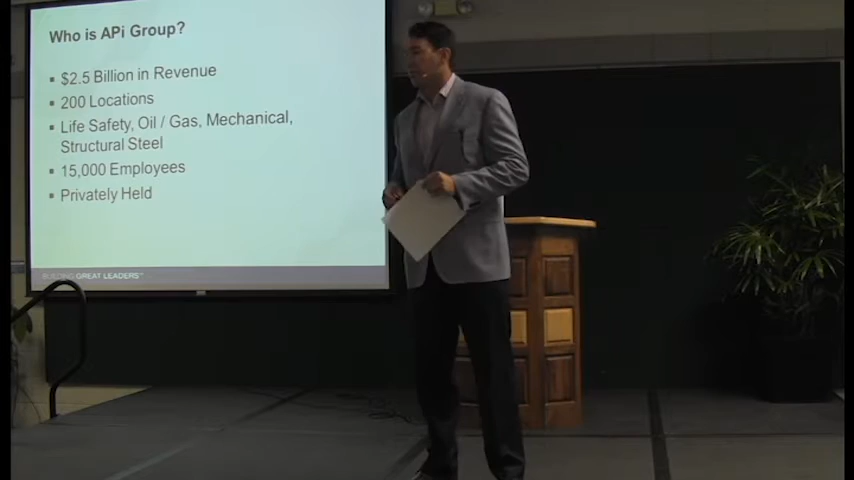 Who is APi Group?
▪ $2.5 Billion in Revenue
▪ 200 Locations
▪ Life Safety, Oil / Gas, Mechanical,
Structural Steel
▪ 15,000 Employees
▪ Privately Held
BUILDING GREAT LEADERS™